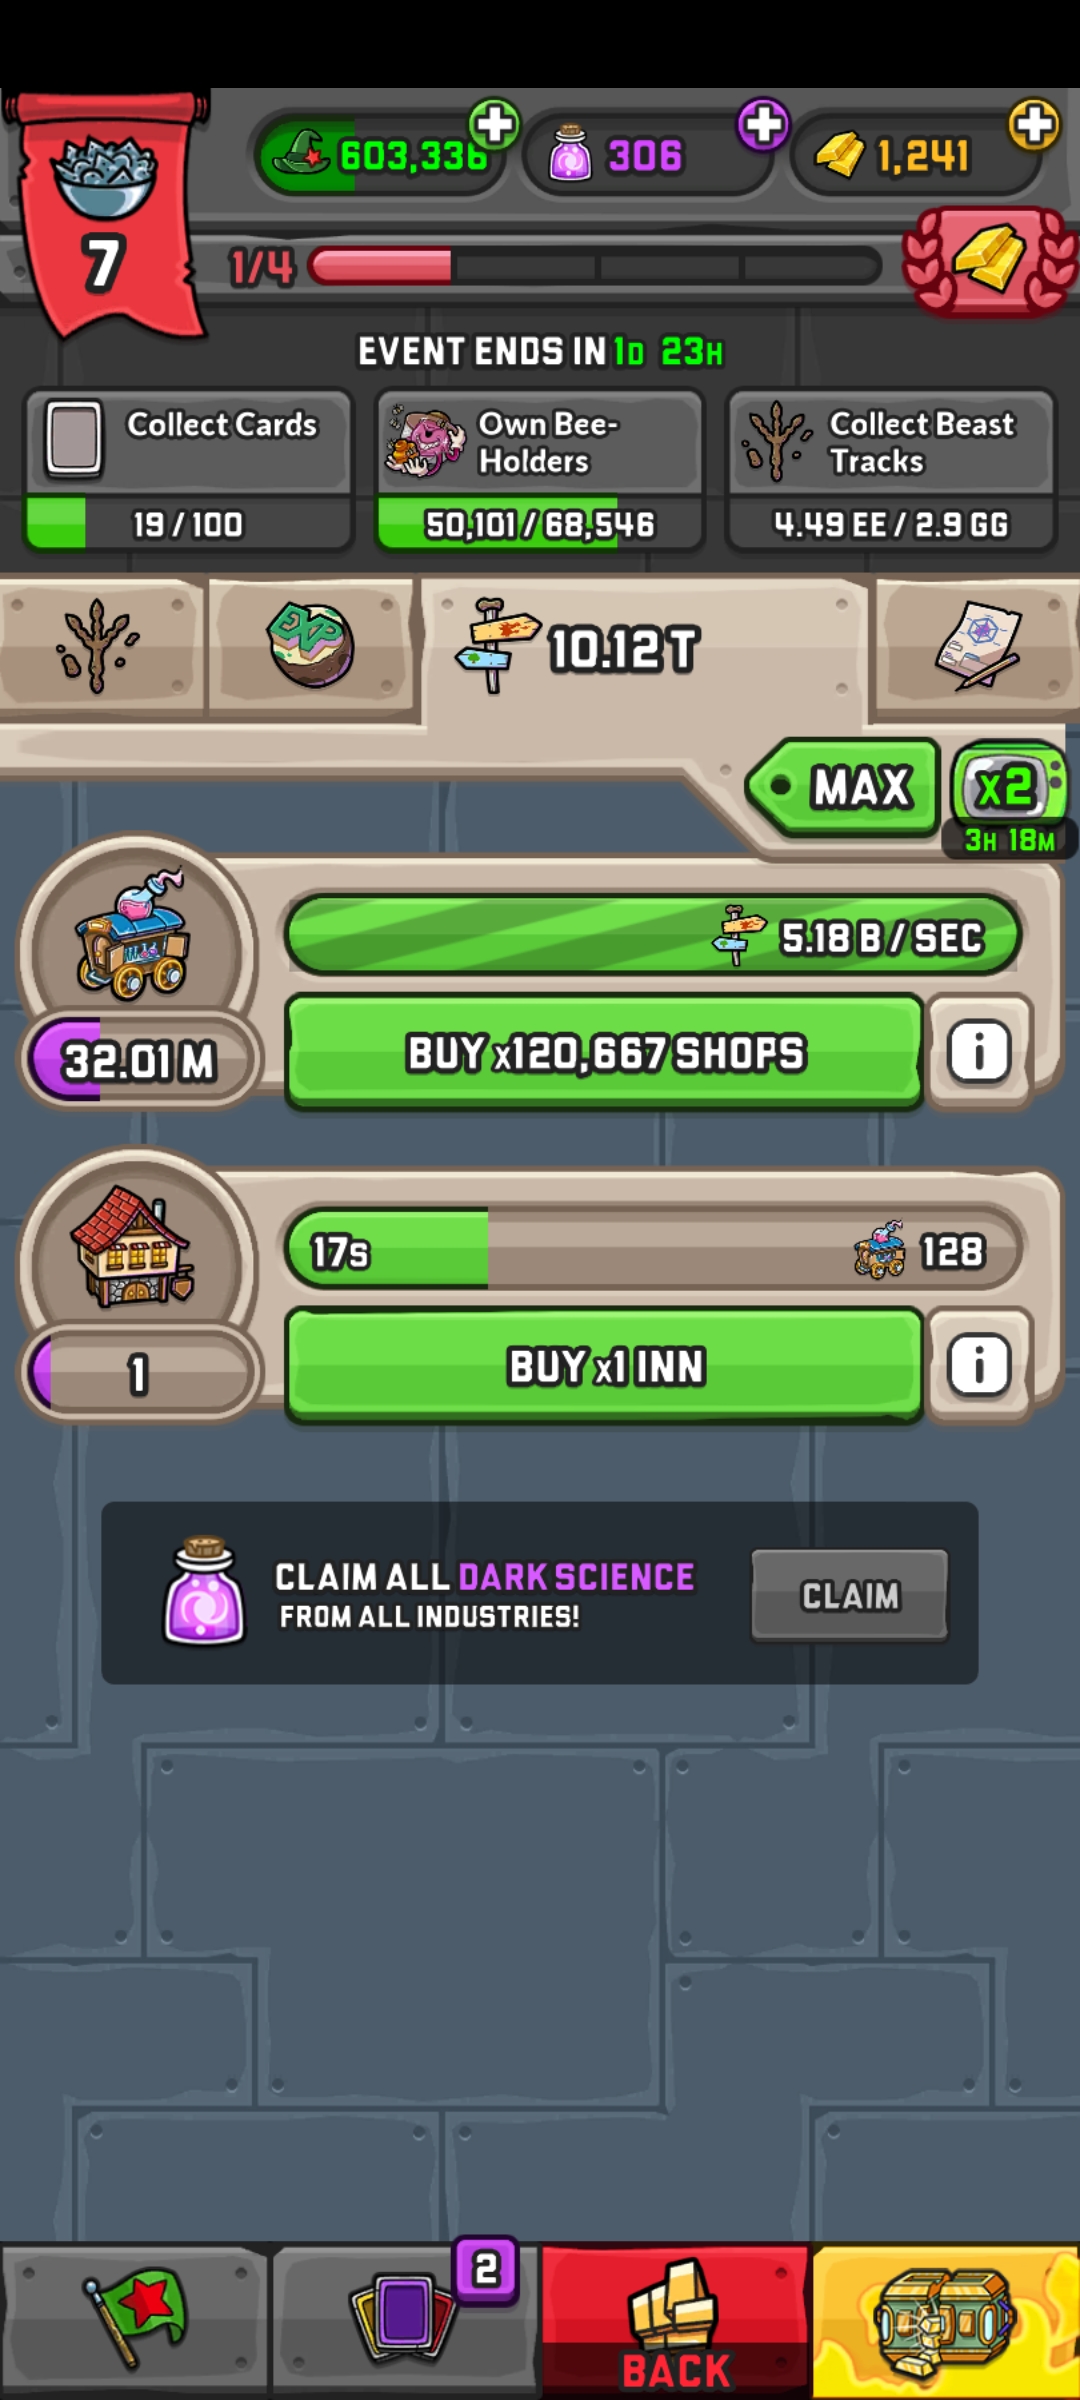 603,336
306
1,241
7
1/4
EVENT ENDS IN 1D 23H
Collect Cards
19 / 100
Own Bee-
Holders
50,101 / 68,546
Collect Beast
Tracks
4.49 EE / 2.9 GG
EXP
10.12 T
MAX
x2
3H 18M
5.18 B / SEC
32.01 M
BUY x120,667 SHOPS
i
17S
128
1
BUY x1 INN
i
CLAIM ALL DARK SCIENCE
FROM ALL INDUSTRIES!
CLAIM
2
BACK